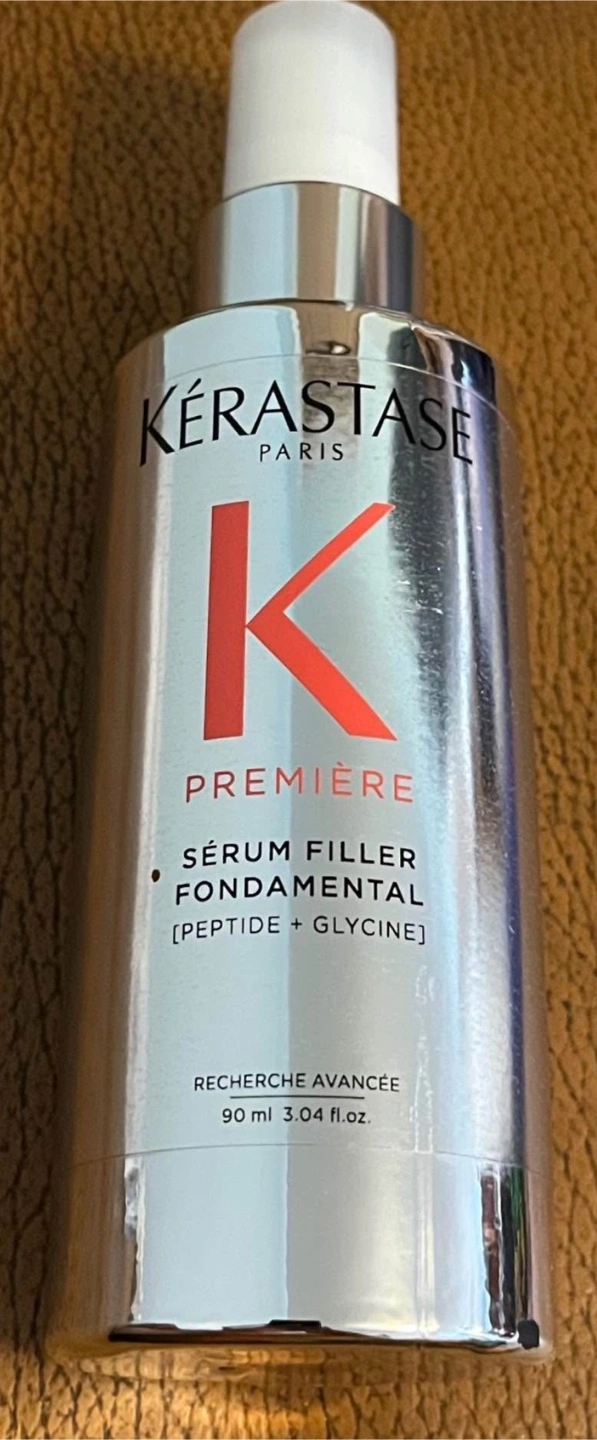 KÉRASTASE
PARIS
K
PREMIÈRE
SÉRUM FILLER
FONDAMENTAL
[PEPTIDE + GLYCINE]
RECHERCHE AVANCÉE
90 ml 3.04 fl.oz.